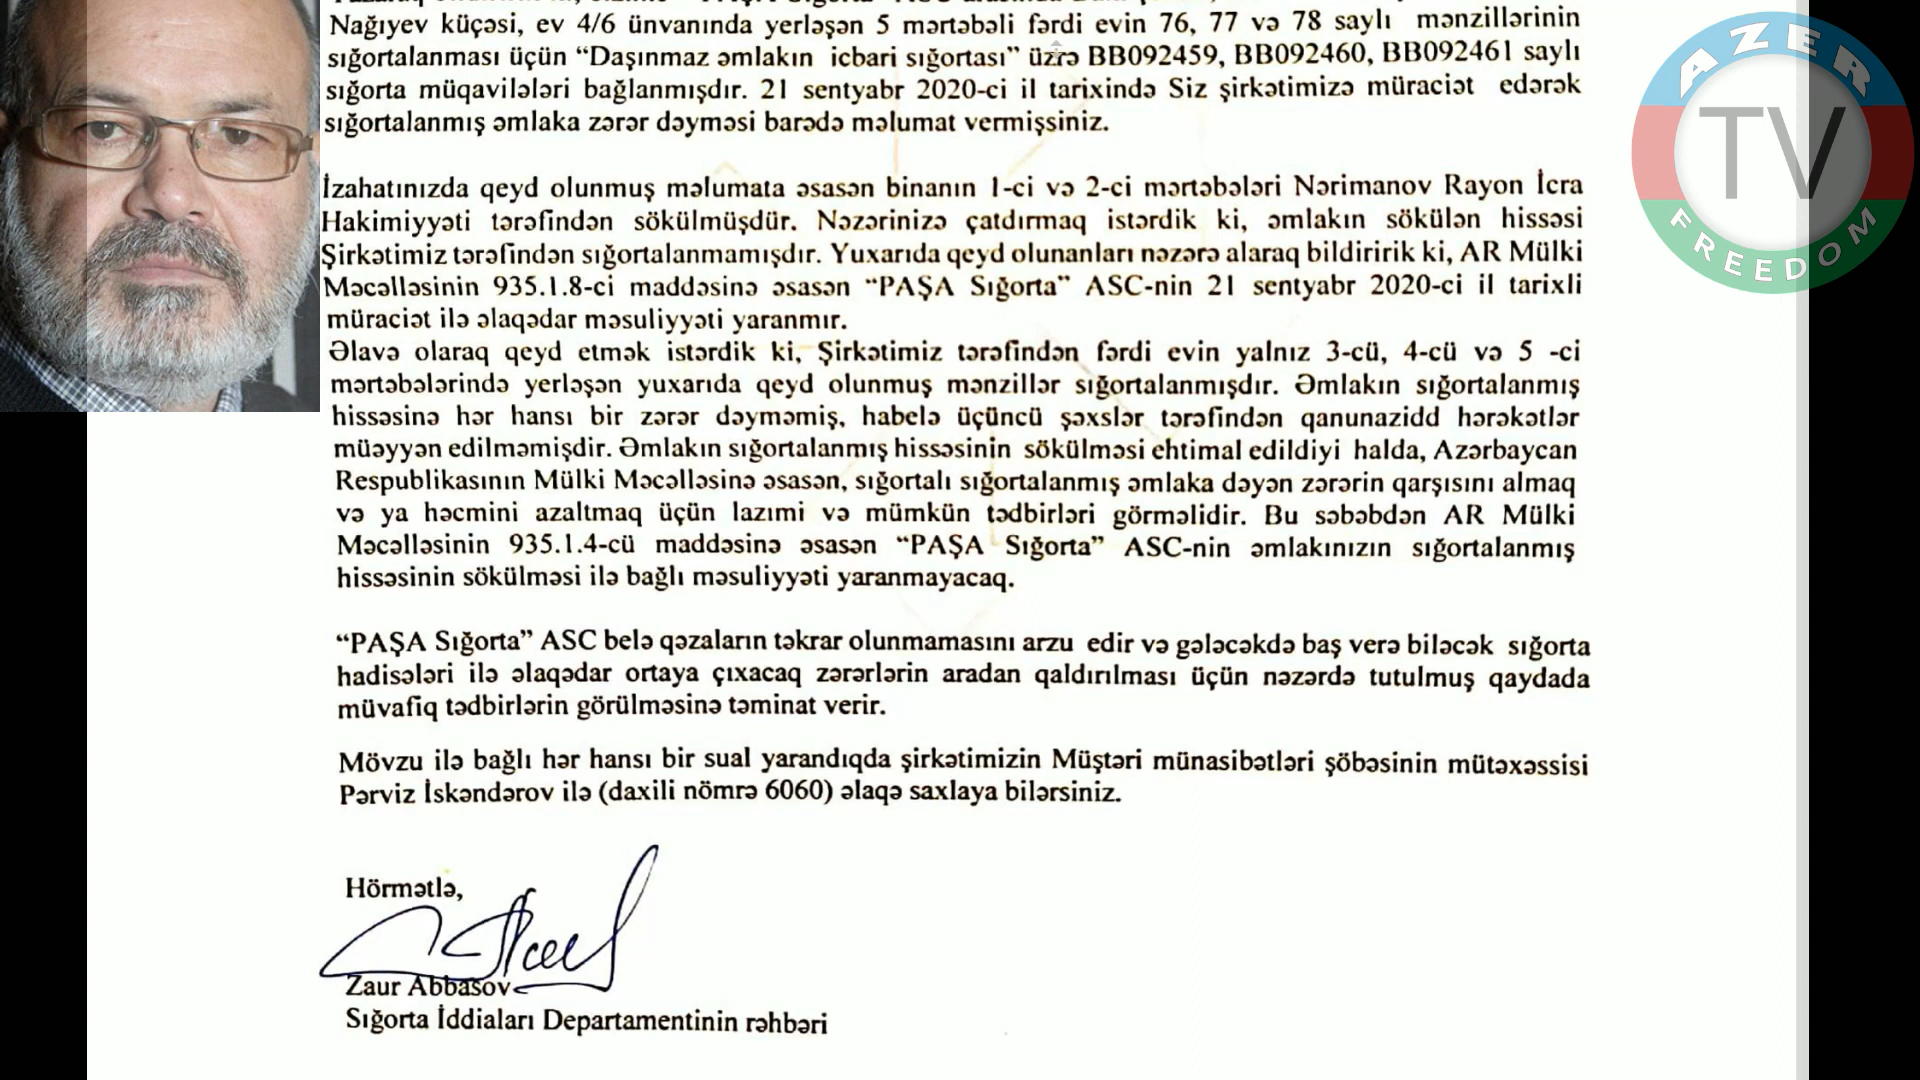 Nağıyev küçəsi, ev 4/6 ünvanında yerləşən 5 mərtəbəli fərdi evin 76, 77 və 78 saylı mənzillərinin
sığortalanması üçün “Daşınmaz əmlakın icbari sığortası” üzrə BB092459, BB092460, BB092461 saylı
sığorta müqavilələri bağlanmışdır. 21 sentyabr 2020-ci il tarixində Siz şirkətimizə müraciət edərək
sığortalanmış əmlaka zərər dəyməsi barədə məlumat vermişsiniz.
İzahatınızda qeyd olunmuş məlumata əsasən binanın 1-ci və 2-ci mərtəbələri Nərimanov Rayon İcra
Hakimiyyəti tərəfindən sökülmüşdür. Nəzərinizə çatdırmaq istərdik ki, əmlakın sökülən hissəsi
Şirkətimiz tərəfindən sığortalanmamışdır. Yuxarıda qeyd olunanları nəzərə alaraq bildiririk ki, AR Mülki
Məcəlləsinin 935.1.8-ci maddəsinə əsasən “PAŞA Sığorta” ASC-nin 21 sentyabr 2020-ci il tarixli
müraciət ilə əlaqədar məsuliyyəti yaranmır.
Əlavə olaraq qeyd etmək istərdik ki, Şirkətimiz tərəfindən fərdi evin yalnız 3-cü, 4-cü və 5 -ci
mərtəbələrində yerləşən yuxarıda qeyd olunmuş mənzillər sığortalanmışdır. Əmlakın sığortalanmış
hissəsinə hər hansı bir zərər dəyməmiş, habelə üçüncü şəxslər tərəfindən qanunazidd hərəkətlər
müəyyən edilməmişdir. Əmlakın sığortalanmış hissəsinin sökülməsi ehtimal edildiyi halda, Azərbaycan
Respublikasının Mülki Məcəlləsinə əsasən, sığortalı sığortalanmış əmlaka dəyən zərərin qarşısını almaq
və ya həcmini azaltmaq üçün lazımi və mümkün tədbirləri görməlidir. Bu səbəbdən AR Mülki
Məcəlləsinin 935.1.4-cü maddəsinə əsasən “PAŞA Sığorta” ASC-nin əmlakınızın sığortalanmış
hissəsinin sökülməsi ilə bağlı məsuliyyəti yaranmayacaq.
“PAŞA Sığorta” ASC belə qəzaların təkrar olunmamasını arzu edir və gələcəkdə baş verə biləcək sığorta
hadisələri ilə əlaqədar ortaya çıxacaq zərərlərin aradan qaldırılması üçün nəzərdə tutulmuş qaydada
müvafiq tədbirlərin görülməsinə təminat verir.
Mövzu ilə bağlı hər hansı bir sual yarandıqda şirkətimizin Müştəri münasibətləri şöbəsinin mütəxəssisi
Pərviz İskəndərov ilə (daxili nömrə 6060) əlaqə saxlaya bilərsiniz.
Hörmətlə,
Zaur Abbasov
Sığorta İddiaları Departamentinin rəhbəri
AZER
TV
FREEDOM